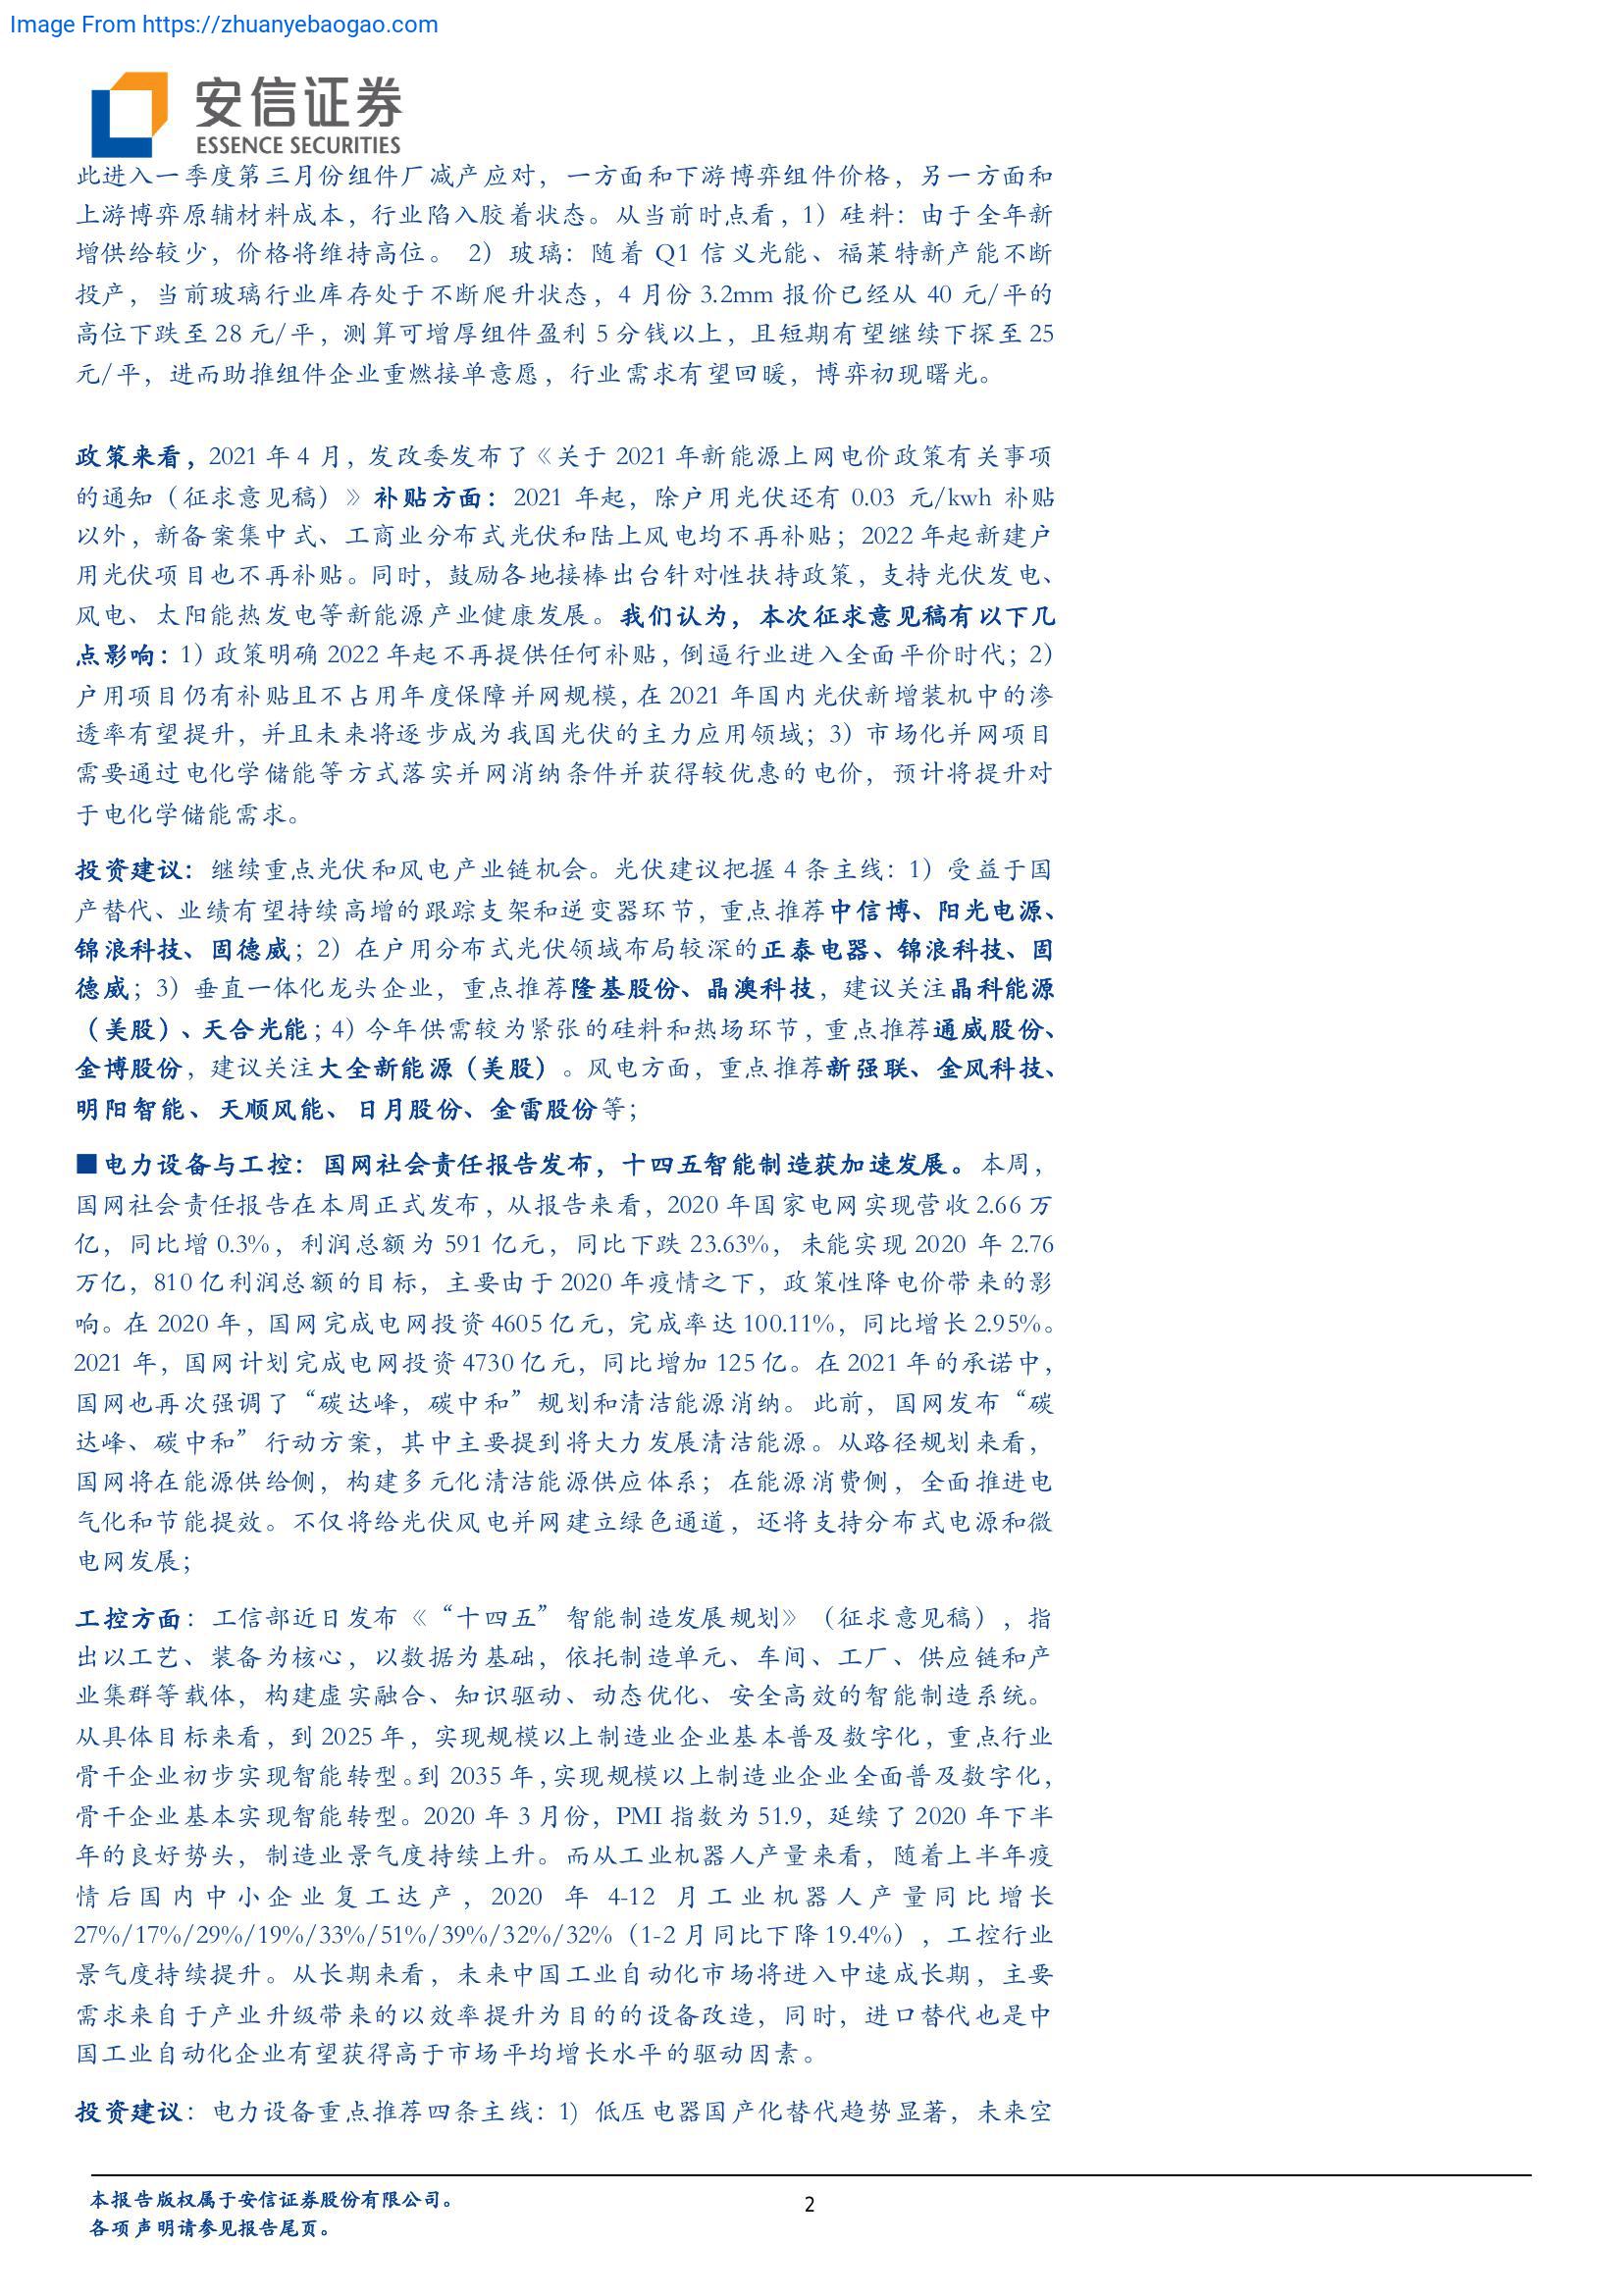 Image From https://zhuanyebaogao.com
安信证券
ESSENCE SECURITIES
此进入一季度第三月份组件厂减产应对，一方面和下游博弈组件价格，另一方面和
上游博弈原辅材料成本，行业陷入胶着状态。从当前时点看，1）硅料：由于全年新
增供给较少，价格将维持高位。 2）玻璃：随着 Q1 信义光能、福莱特新产能不断
投产，当前玻璃行业库存处于不断爬升状态，4 月份 3.2mm 报价已经从 40 元/平的
高位下跌至 28 元/平，测算可增厚组件盈利 5 分钱以上，且短期有望继续下探至 25
元/平，进而助推组件企业重燃接单意愿，行业需求有望回暖，博弈初现曙光。
政策来看，2021 年 4 月，发改委发布了《关于 2021 年新能源上网电价政策有关事项
的通知（征求意见稿）》补贴方面：2021 年起，除户用光伏还有 0.03 元/kwh 补贴
以外，新备案集中式、工商业分布式光伏和陆上风电均不再补贴；2022 年起新建户
用光伏项目也不再补贴。同时，鼓励各地接棒出台针对性扶持政策，支持光伏发电、
风电、太阳能热发电等新能源产业健康发展。我们认为，本次征求意见稿有以下几
点影响：1）政策明确 2022 年起不再提供任何补贴，倒逼行业进入全面平价时代；2）
户用项目仍有补贴且不占用年度保障并网规模，在 2021 年国内光伏新增装机中的渗
透率有望提升，并且未来将逐步成为我国光伏的主力应用领域；3）市场化并网项目
需要通过电化学储能等方式落实并网消纳条件并获得较优惠的电价，预计将提升对
于电化学储能需求。
投资建议：继续重点光伏和风电产业链机会。光伏建议把握 4 条主线：1）受益于国
产替代、业绩有望持续高增的跟踪支架和逆变器环节，重点推荐中信博、阳光电源、
锦浪科技、固德威；2）在户用分布式光伏领域布局较深的正泰电器、锦浪科技、固
德威；3）垂直一体化龙头企业，重点推荐隆基股份、晶澳科技，建议关注晶科能源
（美股）、天合光能；4）今年供需较为紧张的硅料和热场环节，重点推荐通威股份、
金博股份，建议关注大全新能源（美股）。风电方面，重点推荐新强联、金风科技、
明阳智能、天顺风能、日月股份、金雷股份等；
■电力设备与工控：国网社会责任报告发布，十四五智能制造获加速发展。本周，
国网社会责任报告在本周正式发布，从报告来看，2020 年国家电网实现营收 2.66 万
亿，同比增 0.3%，利润总额为 591 亿元，同比下跌 23.63%，未能实现 2020 年 2.76
万亿，810 亿利润总额的目标，主要由于 2020 年疫情之下，政策性降电价带来的影
响。在 2020 年，国网完成电网投资 4605 亿元，完成率达 100.11%，同比增长 2.95%。
2021 年，国网计划完成电网投资 4730 亿元，同比增加 125 亿。在 2021 年的承诺中，
国网也再次强调了“碳达峰，碳中和”规划和清洁能源消纳。此前，国网发布“碳
达峰、碳中和”行动方案，其中主要提到将大力发展清洁能源。从路径规划来看，
国网将在能源供给侧，构建多元化清洁能源供应体系；在能源消费侧，全面推进电
气化和节能提效。不仅将给光伏风电并网建立绿色通道，还将支持分布式电源和微
电网发展；
工控方面：工信部近日发布《“十四五”智能制造发展规划》（征求意见稿），指
出以工艺、装备为核心，以数据为基础，依托制造单元、车间、工厂、供应链和产
业集群等载体，构建虚实融合、知识驱动、动态优化、安全高效的智能制造系统。
从具体目标来看，到 2025 年，实现规模以上制造业企业基本普及数字化，重点行业
骨干企业初步实现智能转型。到 2035 年，实现规模以上制造业企业全面普及数字化，
骨干企业基本实现智能转型。2020 年 3 月份，PMI 指数为 51.9，延续了 2020 年下半
年的良好势头，制造业景气度持续上升。而从工业机器人产量来看，随着上半年疫
情后国内中小企业复工达产，2020 年 4-12 月工业机器人产量同比增长
27%/17%/29%/19%/33%/51%/39%/32%/32%（1-2 月同比下降 19.4%），工控行业
景气度持续提升。从长期来看，未来中国工业自动化市场将进入中速成长期，主要
需求来自于产业升级带来的以效率提升为目的的设备改造，同时，进口替代也是中
国工业自动化企业有望获得高于市场平均增长水平的驱动因素。
投资建议：电力设备重点推荐四条主线：1) 低压电器国产化替代趋势显著，未来空
本报告版权属于安信证券股份有限公司。
2
各项声明请参见报告尾页。